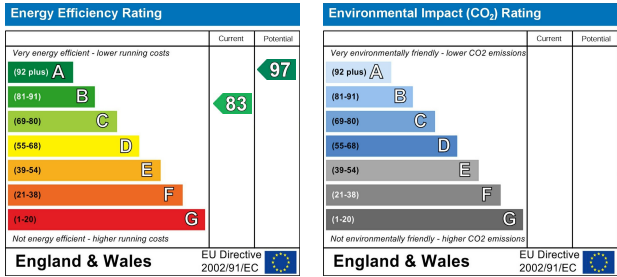 Energy Efficiency Rating
Current Potential
Very energy efficient - lower running costs
(92 plus) A
97
(81-91) B
83
(69-80) C
(55-68) D
(39-54) E
(21-38) F
(1-20) G
Not energy efficient - higher running costs
England & Wales
EU Directive
2002/91/EC
Environmental Impact (CO₂) Rating
Current Potential
Very environmentally friendly - lower CO2 emissions
(92 plus) A
(81-91) B
(69-80) C
(55-68) D
(39-54) E
(21-38) F
(1-20) G
Not environmentally friendly - higher CO2 emissions
England & Wales
EU Directive
2002/91/EC